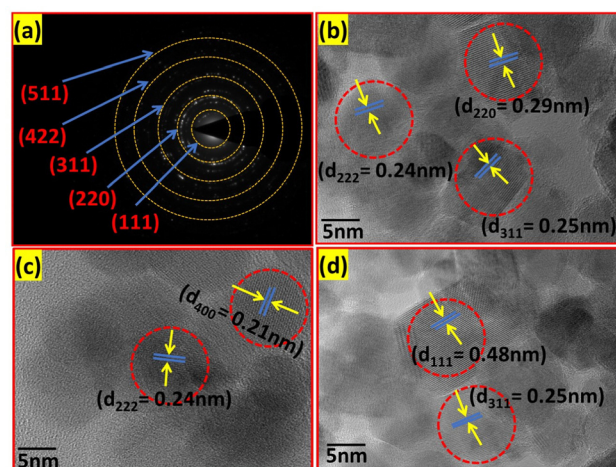 (a)
(511)
(422)
(311)
(220)
(111)
(b)
(d220= 0.29nm)
(d222= 0.24nm)
(d311= 0.25nm)
5nm
(c)
(d400= 0.21nm)
(d222= 0.24nm)
5nm
(d)
(d111= 0.48nm)
(d311= 0.25nm)
5nm